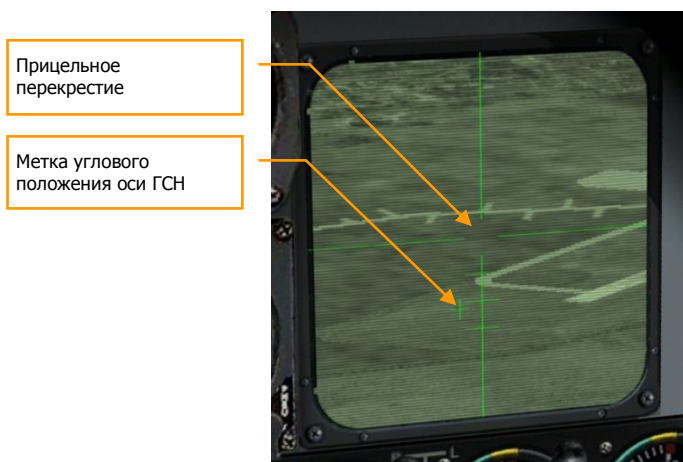 Прицельное
перекрестие
Метка углового
положения оси ГСН
L